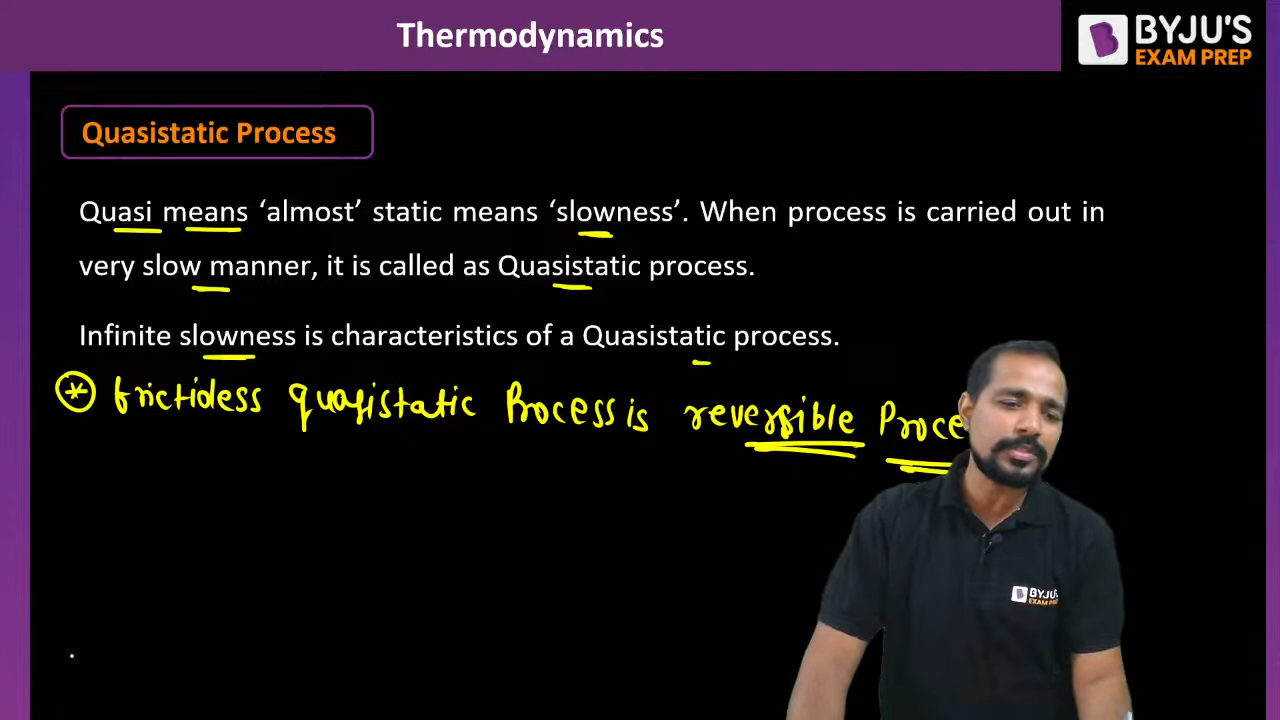 Thermodynamics
BYJU'S
EXAM PREP
Quasistatic Process
Quasi means ‘almost’ static means ‘slowness’. When process is carried out in
very slow manner, it is called as Quasistatic process.
Infinite slowness is characteristics of a Quasistatic process.
* frictioless quasistatic Process is reversible Proce
BYJU'S
EXAM PREP